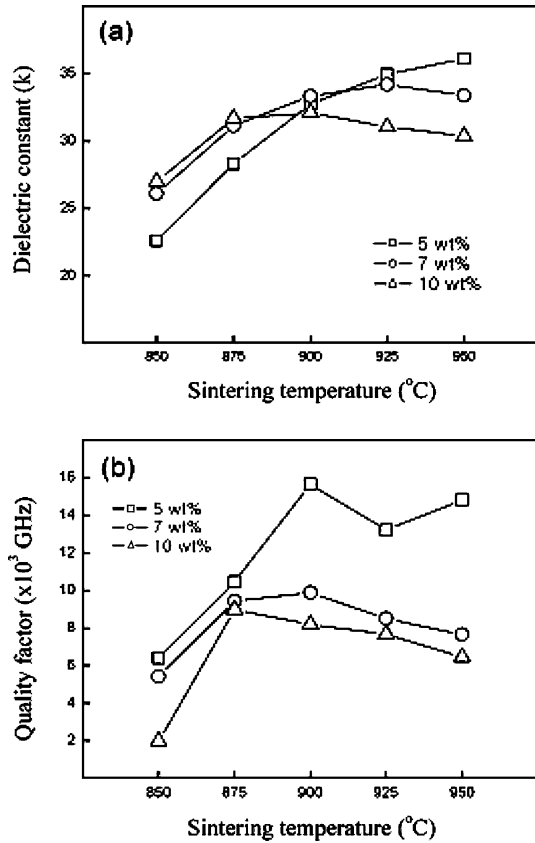 (a)
Dielectric constant (k)
35
30
25
20
5 wt%
7 wt%
10 wt%
850 875 900 925 950
Sintering temperature (°C)
(b)
Quality factor (x10³ GHz)
16
14
12
10
8
6
4
2
5 wt%
7 wt%
10 wt%
850 875 900 925 950
Sintering temperature (°C)